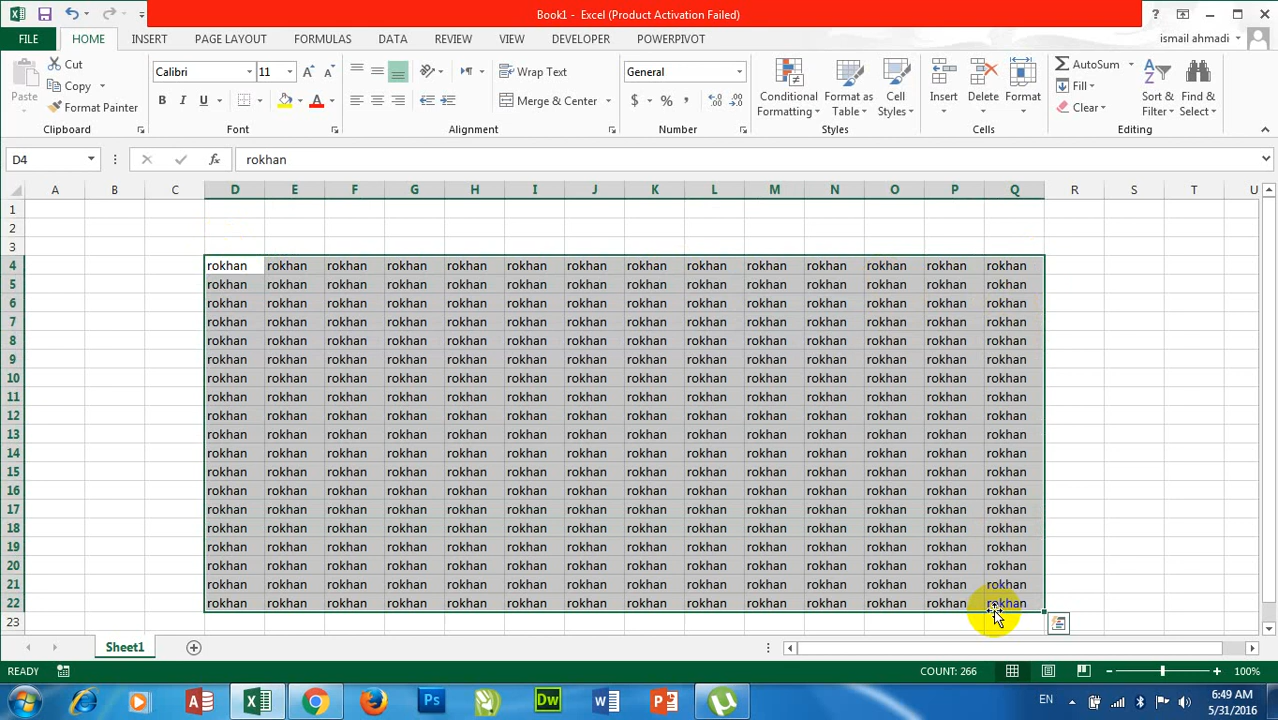 Book1 - Excel (Product Activation Failed)
FILE HOME INSERT PAGE LAYOUT FORMULAS DATA REVIEW VIEW DEVELOPER POWERPIVOT ismail ahmadi
Paste Cut Copy Format Painter Clipboard
Calibri 11 B I U A Font
Wrap Text Merge & Center Alignment
General $ % , Number
Conditional Formatting Format as Table Cell Styles Styles
Insert Delete Format Cells
AutoSum Fill Clear Sort & Filter Find & Select Editing
D4 fx rokhan
A B C D E F G H I J K L M N O P Q R S T U
1
2
3
4 rokhan rokhan rokhan rokhan rokhan rokhan rokhan rokhan rokhan rokhan rokhan rokhan rokhan rokhan
5 rokhan rokhan rokhan rokhan rokhan rokhan rokhan rokhan rokhan rokhan rokhan rokhan rokhan rokhan
6 rokhan rokhan rokhan rokhan rokhan rokhan rokhan rokhan rokhan rokhan rokhan rokhan rokhan rokhan
7 rokhan rokhan rokhan rokhan rokhan rokhan rokhan rokhan rokhan rokhan rokhan rokhan rokhan rokhan
8 rokhan rokhan rokhan rokhan rokhan rokhan rokhan rokhan rokhan rokhan rokhan rokhan rokhan rokhan
9 rokhan rokhan rokhan rokhan rokhan rokhan rokhan rokhan rokhan rokhan rokhan rokhan rokhan rokhan
10 rokhan rokhan rokhan rokhan rokhan rokhan rokhan rokhan rokhan rokhan rokhan rokhan rokhan rokhan
11 rokhan rokhan rokhan rokhan rokhan rokhan rokhan rokhan rokhan rokhan rokhan rokhan rokhan rokhan
12 rokhan rokhan rokhan rokhan rokhan rokhan rokhan rokhan rokhan rokhan rokhan rokhan rokhan rokhan
13 rokhan rokhan rokhan rokhan rokhan rokhan rokhan rokhan rokhan rokhan rokhan rokhan rokhan rokhan
14 rokhan rokhan rokhan rokhan rokhan rokhan rokhan rokhan rokhan rokhan rokhan rokhan rokhan rokhan
15 rokhan rokhan rokhan rokhan rokhan rokhan rokhan rokhan rokhan rokhan rokhan rokhan rokhan rokhan
16 rokhan rokhan rokhan rokhan rokhan rokhan rokhan rokhan rokhan rokhan rokhan rokhan rokhan rokhan
17 rokhan rokhan rokhan rokhan rokhan rokhan rokhan rokhan rokhan rokhan rokhan rokhan rokhan rokhan
18 rokhan rokhan rokhan rokhan rokhan rokhan rokhan rokhan rokhan rokhan rokhan rokhan rokhan rokhan
19 rokhan rokhan rokhan rokhan rokhan rokhan rokhan rokhan rokhan rokhan rokhan rokhan rokhan rokhan
20 rokhan rokhan rokhan rokhan rokhan rokhan rokhan rokhan rokhan rokhan rokhan rokhan rokhan rokhan
21 rokhan rokhan rokhan rokhan rokhan rokhan rokhan rokhan rokhan rokhan rokhan rokhan rokhan rokhan
22 rokhan rokhan rokhan rokhan rokhan rokhan rokhan rokhan rokhan rokhan rokhan rokhan rokhan rokhan
23
Sheet1
READY COUNT: 266 100%
Ps Dw EN 6:49 AM
5/31/2016